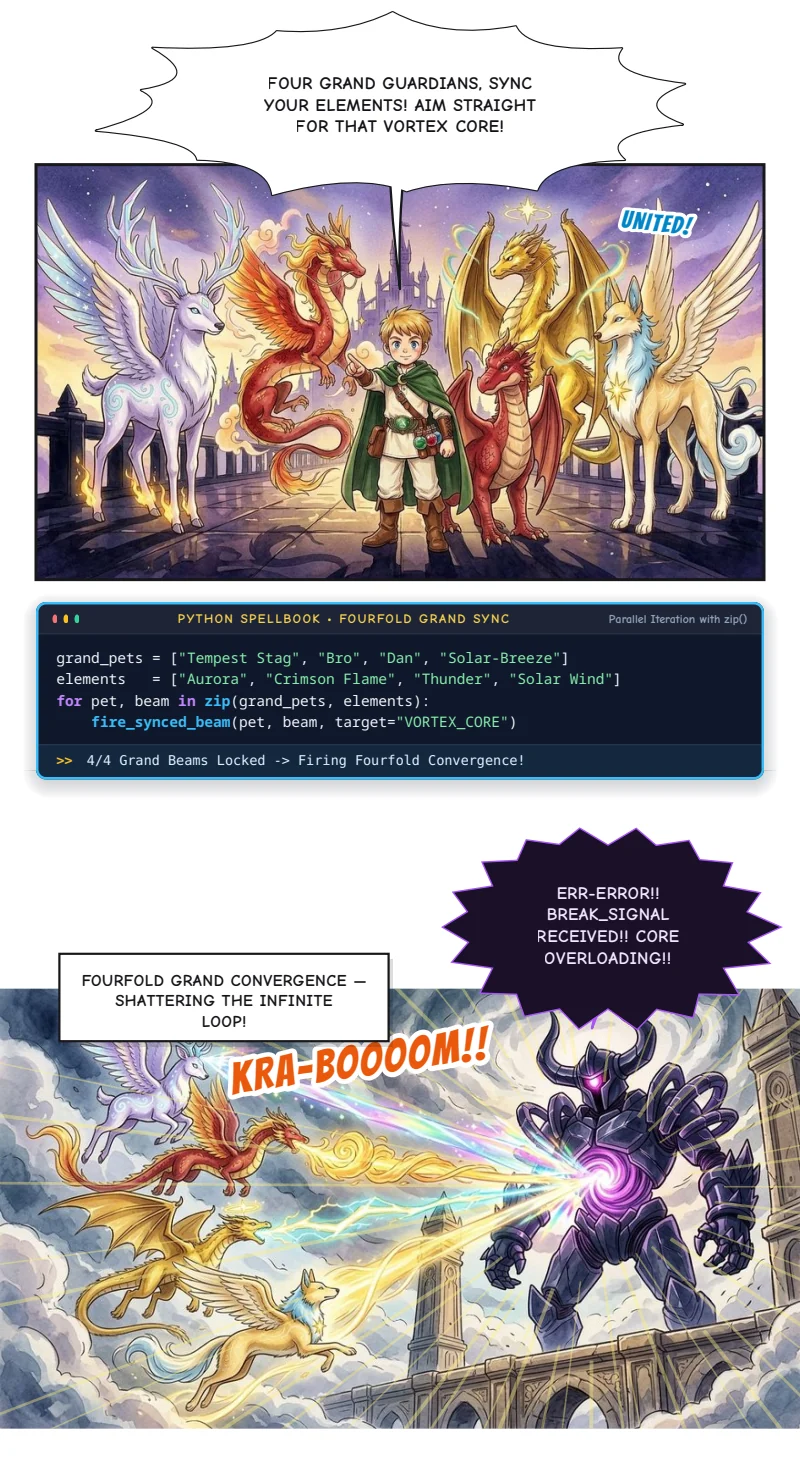 FOUR GRAND GUARDIANS, SYNC
YOUR ELEMENTS! AIM STRAIGHT
FOR THAT VORTEX CORE!
UNITED!
PYTHON SPELLBOOK • FOURFOLD GRAND SYNC
Parallel Iteration with zip()
grand_pets = ["Tempest Stag", "Bro", "Dan", "Solar-Breeze"]
elements   = ["Aurora", "Crimson Flame", "Thunder", "Solar Wind"]
for pet, beam in zip(grand_pets, elements):
    fire_synced_beam(pet, beam, target="VORTEX_CORE")
>> 4/4 Grand Beams Locked -> Firing Fourfold Convergence!
ERR-ERROR!!
BREAK_SIGNAL
RECEIVED!! CORE
OVERLOADING!!
FOURFOLD GRAND CONVERGENCE —
SHATTERING THE INFINITE
LOOP!
KRA-BOOOOM!!